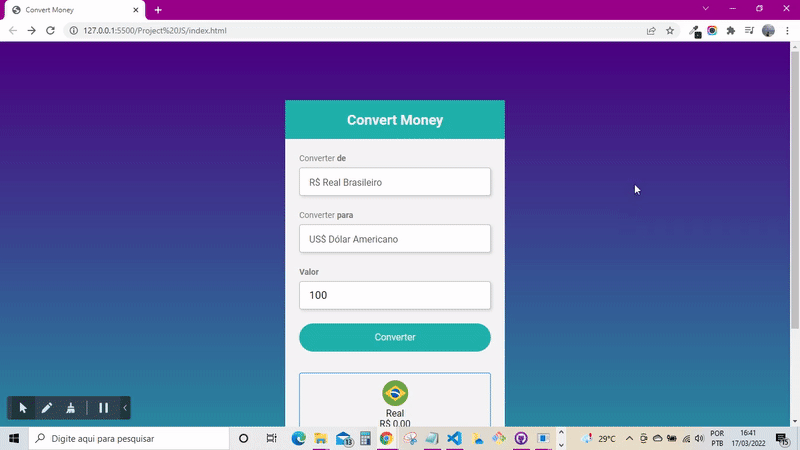 Convert Money
127.0.0.1:5500/Project%20JS/index.html
Convert Money
Converter de
R$ Real Brasileiro
Converter para
US$ Dólar Americano
Valor
100
Converter
Real
R$ 0,00
Digite aqui para pesquisar
13
29°C
POR
PTB
16:41
17/03/2022
15